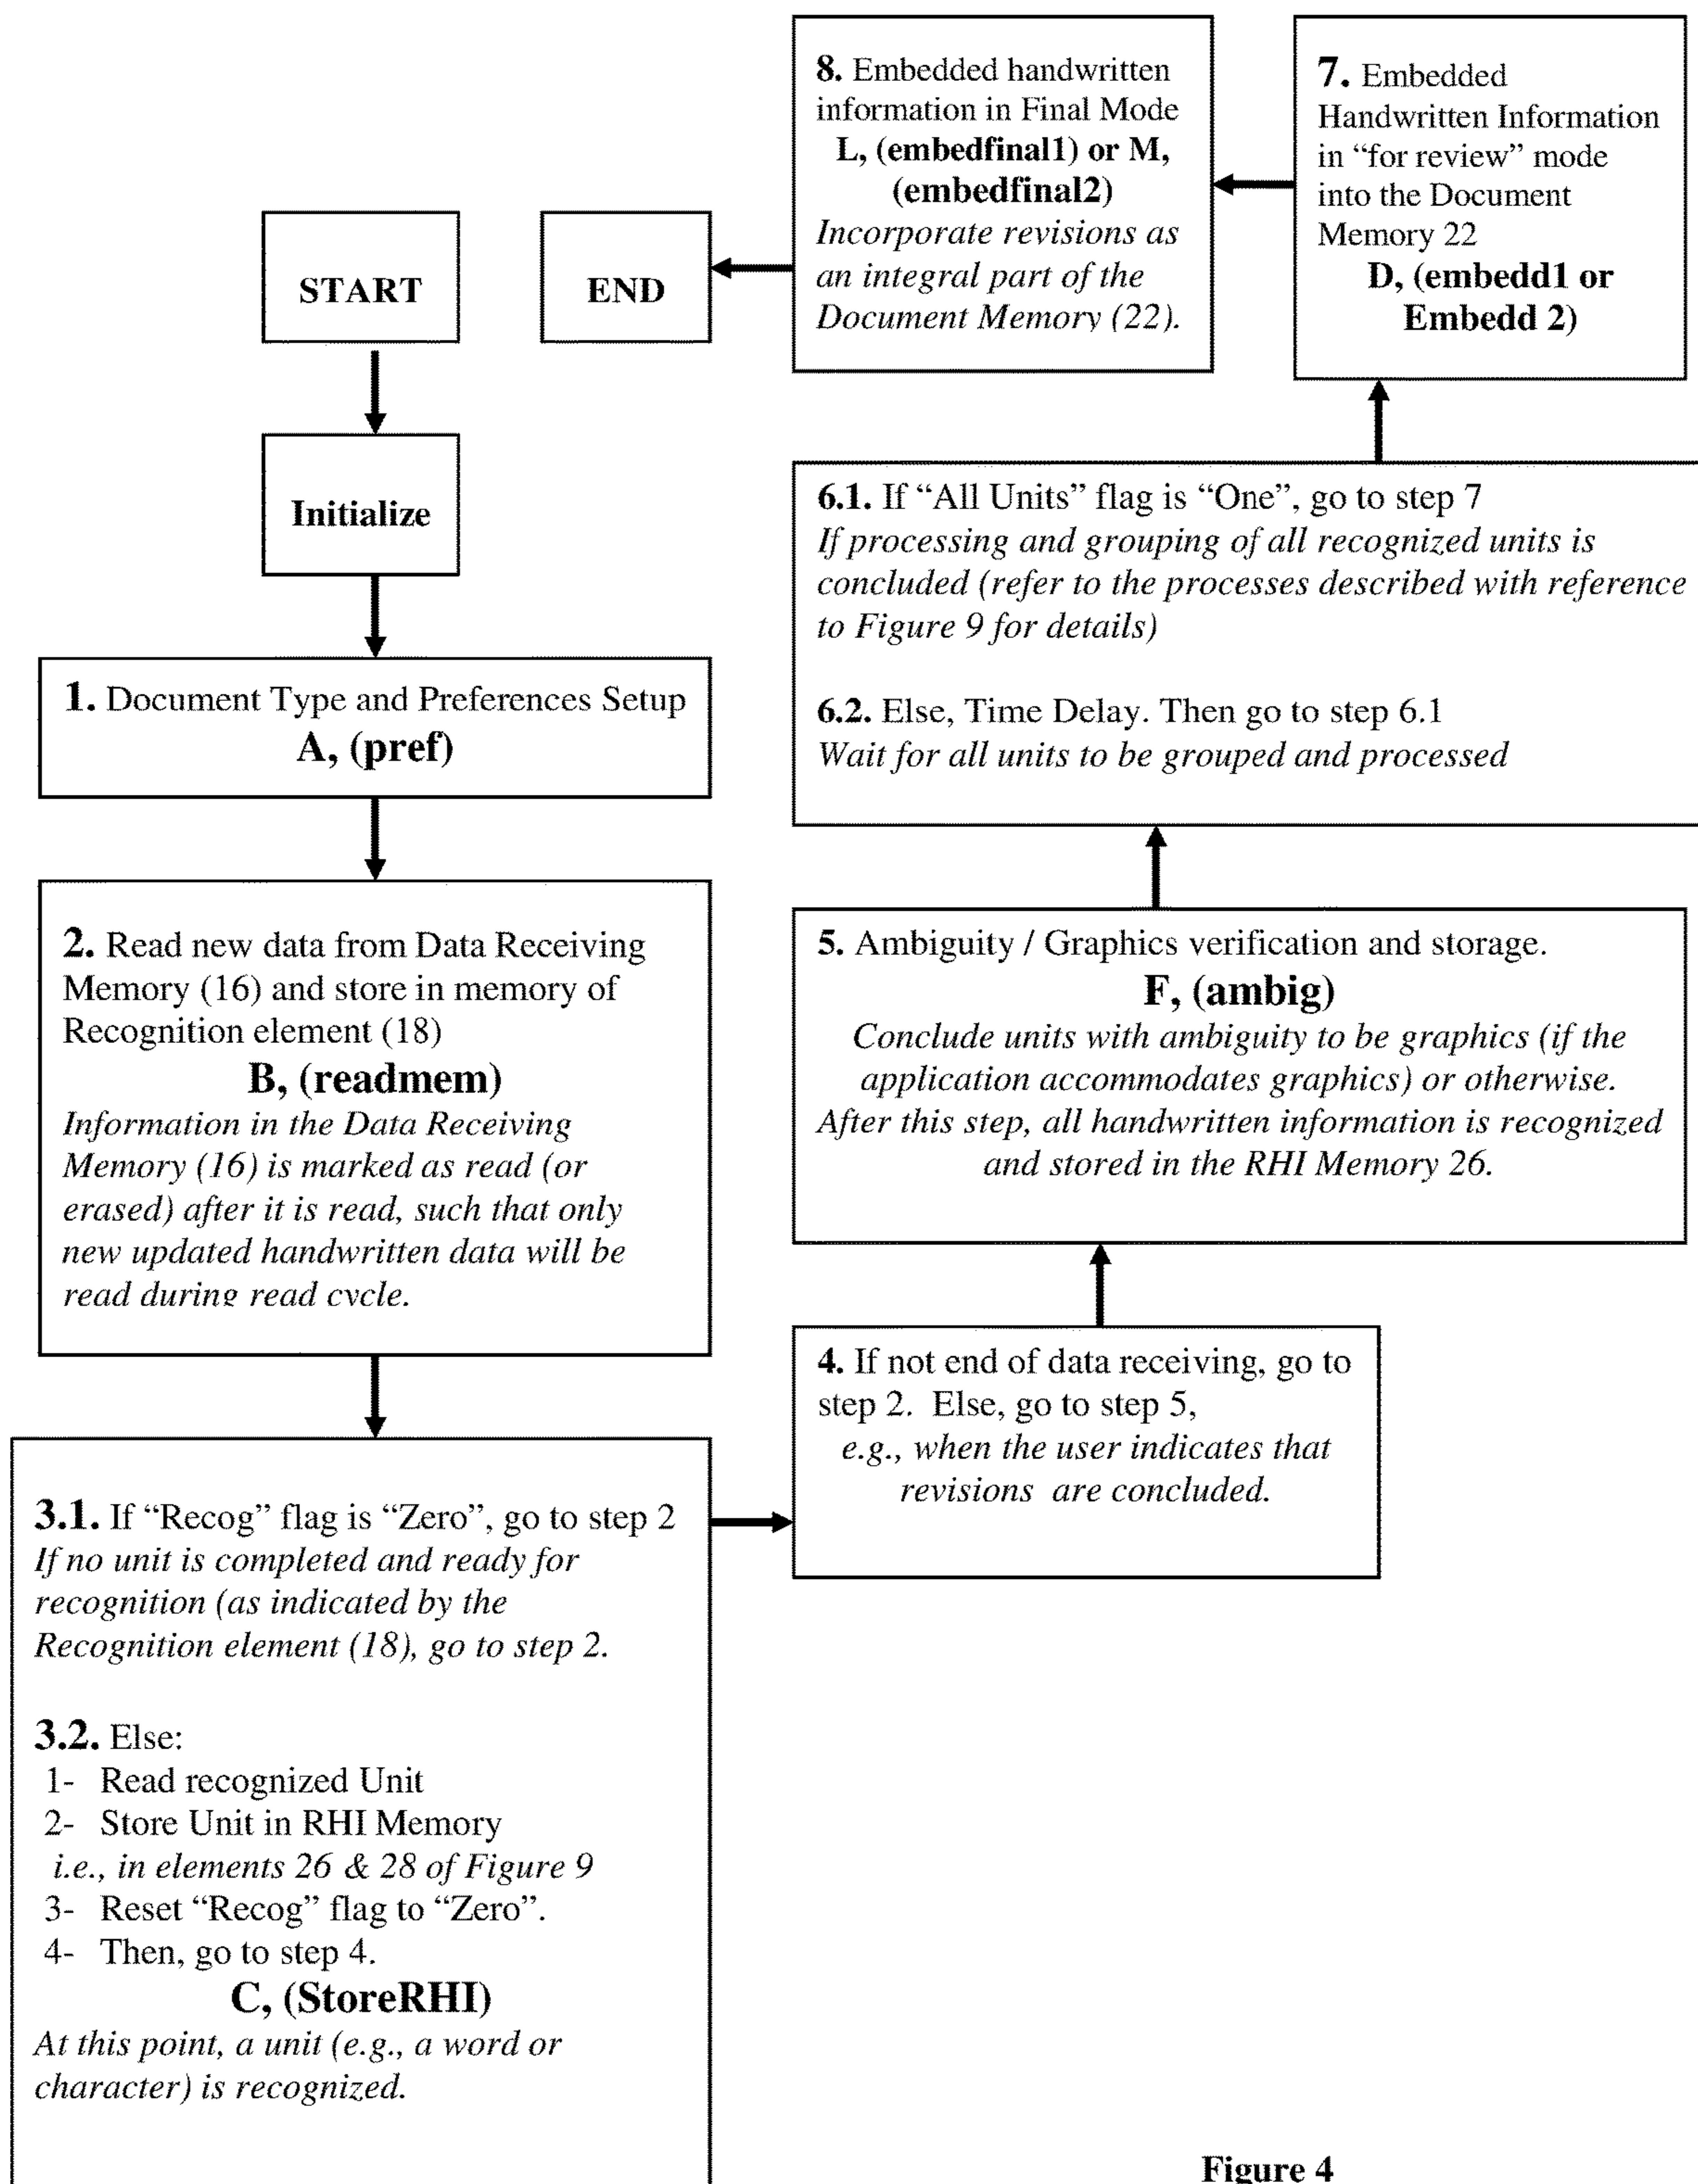 START
Initialize
1. Document Type and Preferences Setup
A, (pref)
2. Read new data from Data Receiving
Memory (16) and store in memory of
Recognition element (18)
B, (readmem)
Information in the Data Receiving
Memory (16) is marked as read (or
erased) after it is read, such that only
new updated handwritten data will be
read during read cycle.
3.1. If “Recog” flag is “Zero”, go to step 2
If no unit is completed and ready for
recognition (as indicated by the
Recognition element (18), go to step 2.
3.2. Else:
1- Read recognized Unit
2- Store Unit in RHI Memory
i.e., in elements 26 & 28 of Figure 9
3- Reset “Recog” flag to “Zero”.
4- Then, go to step 4.
C, (StoreRHI)
At this point, a unit (e.g., a word or
character) is recognized.
4. If not end of data receiving, go to
step 2. Else, go to step 5,
e.g., when the user indicates that
revisions are concluded.
5. Ambiguity / Graphics verification and storage.
F, (ambig)
Conclude units with ambiguity to be graphics (if the
application accommodates graphics) or otherwise.
After this step, all handwritten information is recognized
and stored in the RHI Memory 26.
6.1. If “All Units” flag is “One”, go to step 7
If processing and grouping of all recognized units is
concluded (refer to the processes described with reference
to Figure 9 for details)
6.2. Else, Time Delay. Then go to step 6.1
Wait for all units to be grouped and processed
7. Embedded
Handwritten Information
in “for review” mode
into the Document
Memory 22
D, (embedd1 or
Embedd 2)
8. Embedded handwritten
information in Final Mode
L, (embedfinal1) or M,
(embedfinal2)
Incorporate revisions as
an integral part of the
Document Memory (22).
END
Figure 4